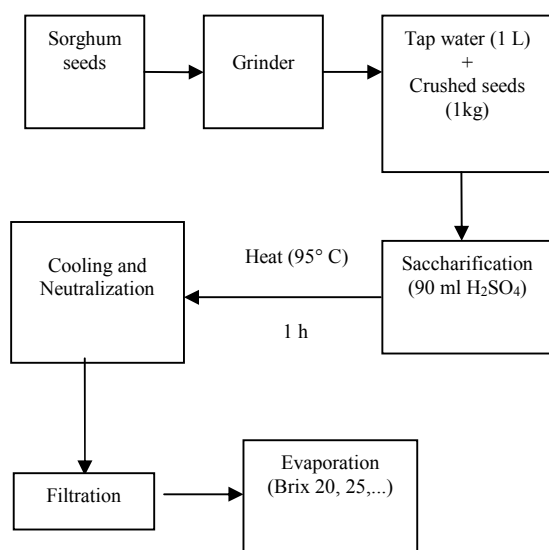 Sorghum
seeds
Grinder
Tap water (1 L)
+
Crushed seeds
(1kg)
Saccharification
(90 ml H₂SO₄)
Heat (95° C)
1 h
Cooling and
Neutralization
Filtration
Evaporation
(Brix 20, 25,...)